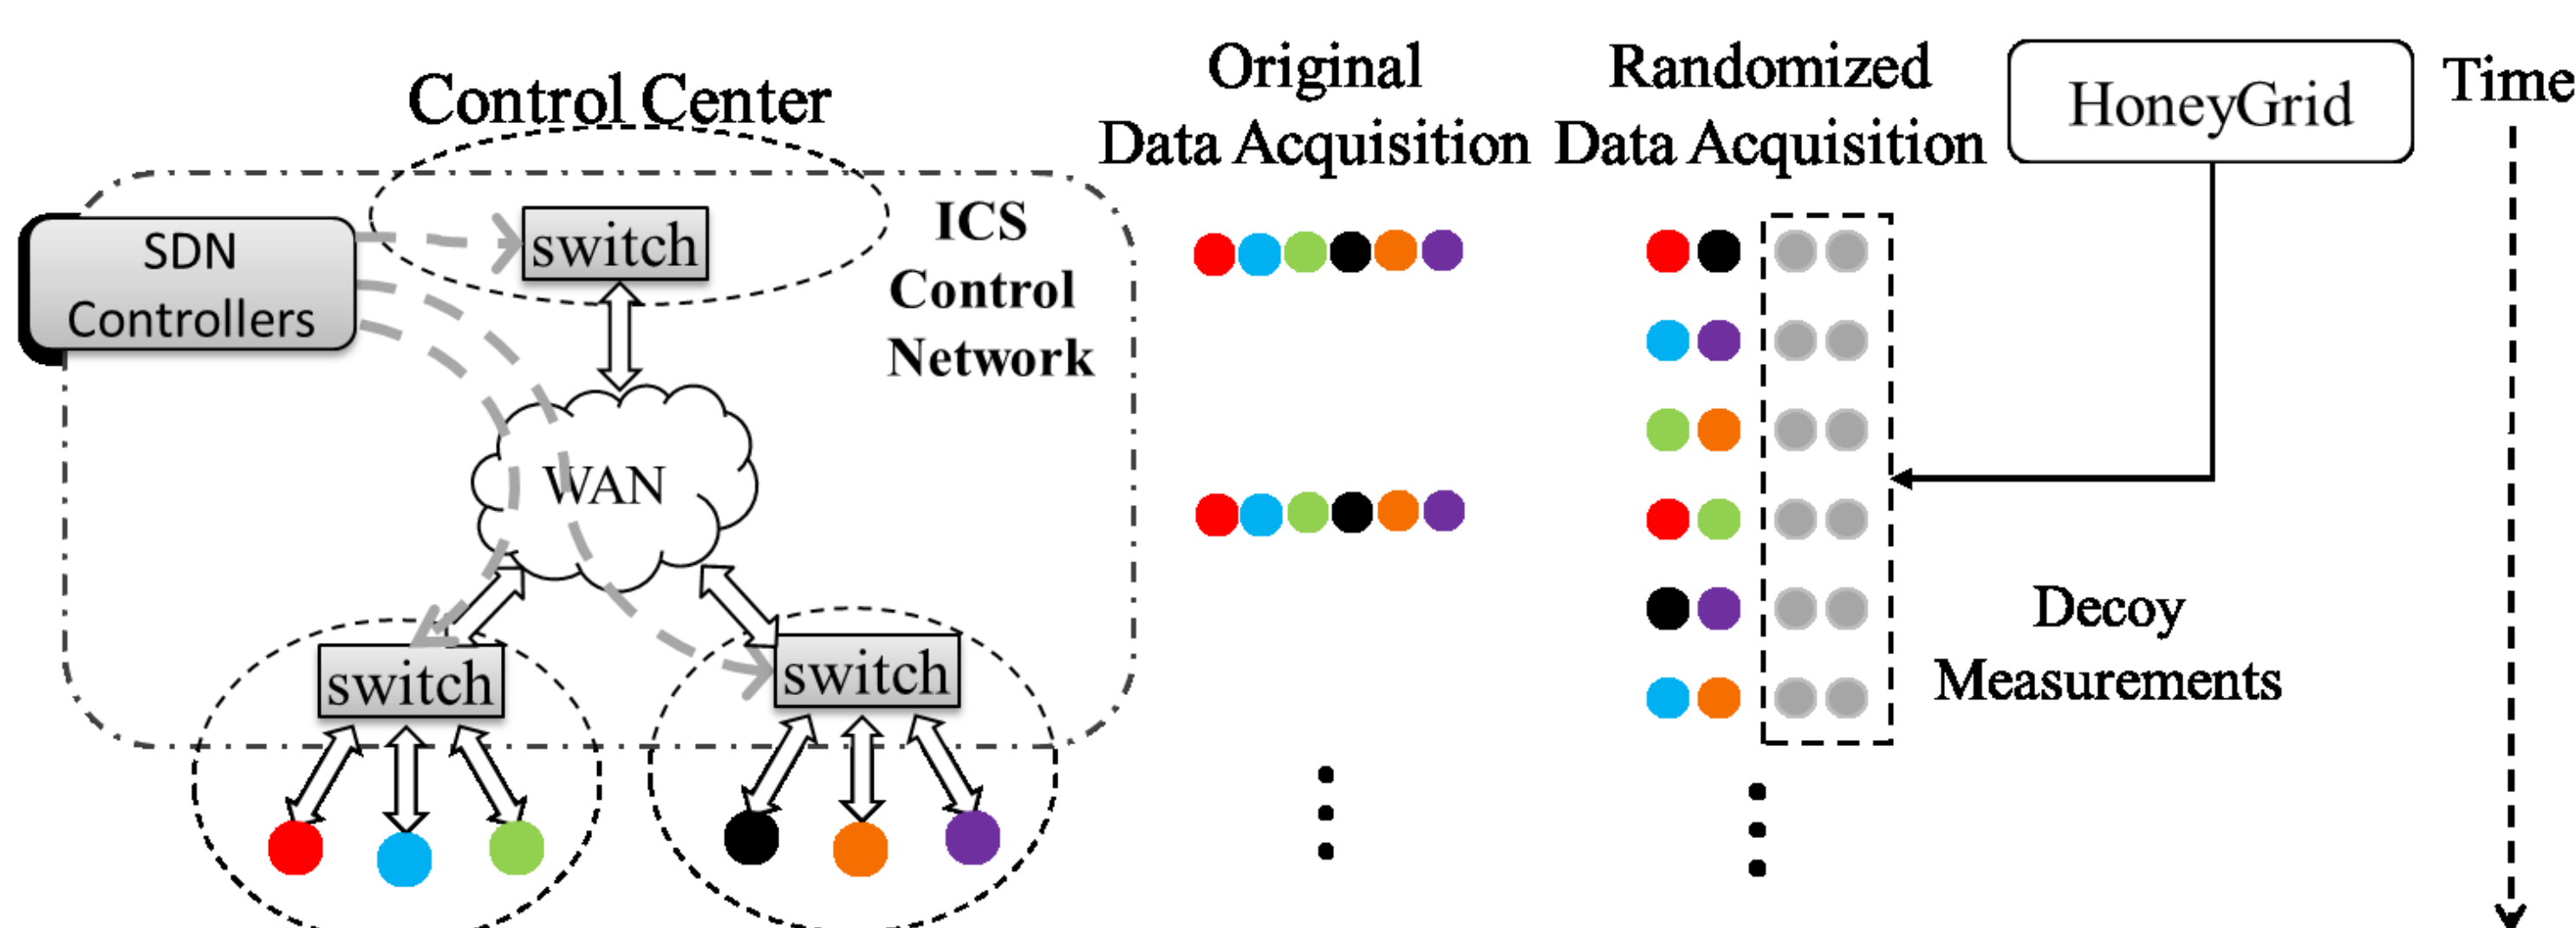 Control Center
SDN
Controllers
switch
ICS
Control
Network
WAN
switch
switch
Original
Data Acquisition
Randomized
Data Acquisition
HoneyGrid
Time
Decoy
Measurements